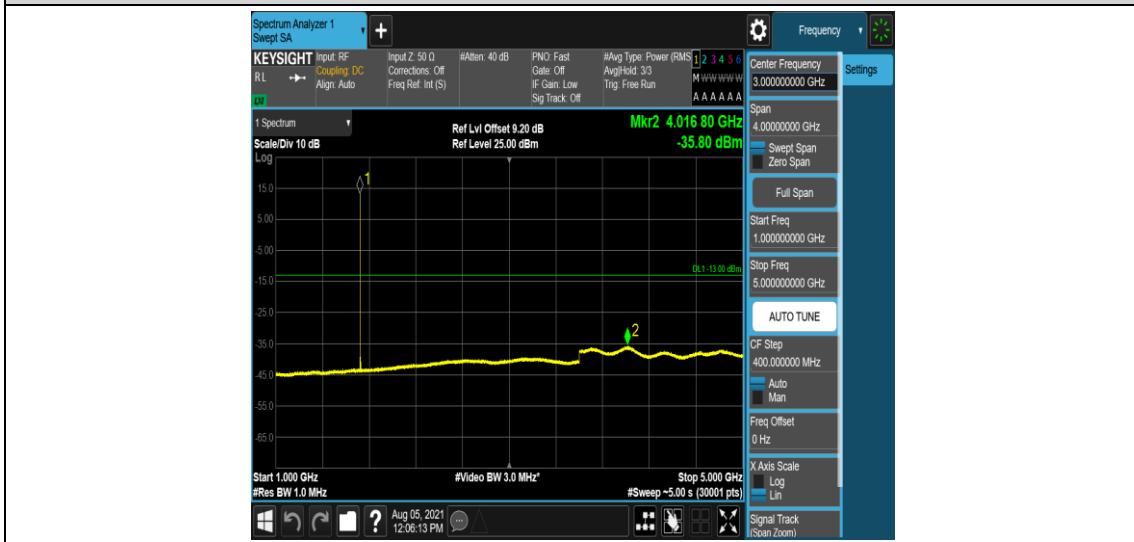 Spectrum Analyzer 1
Swept SA
Frequency
KEYSIGHT
RL
LXI
Input: RF
Coupling: DC
Align: Auto
Input Z: 50 Ω
Corrections: Off
Freq Ref: Int (S)
#Atten: 40 dB
PNO: Fast
Gate: Off
IF Gain: Low
Sig Track: Off
#Avg Type: Power (RMS
Avg|Hold: 3/3
Trig: Free Run
1 2 3 4 5 6
M W W W W W
A A A A A A
1 Spectrum
Scale/Div 10 dB
Ref Lvl Offset 9.20 dB
Ref Level 25.00 dBm
Mkr2 4.016 80 GHz
-35.80 dBm
Log
15.0
5.00
-5.00
-15.0
-25.0
-35.0
-45.0
-55.0
-65.0
1
DL1 -13.00 dBm
2
Start 1.000 GHz
#Res BW 1.0 MHz
#Video BW 3.0 MHz*
Stop 5.000 GHz
#Sweep ~5.00 s (30001 pts)
Aug 05, 2021
12:06:13 PM
Center Frequency
3.000000000 GHz
Settings
Span
4.00000000 GHz
Swept Span
Zero Span
Full Span
Start Freq
1.000000000 GHz
Stop Freq
5.000000000 GHz
AUTO TUNE
CF Step
400.000000 MHz
Auto
Man
Freq Offset
0 Hz
X Axis Scale
Log
Lin
Signal Track
(Span Zoom)